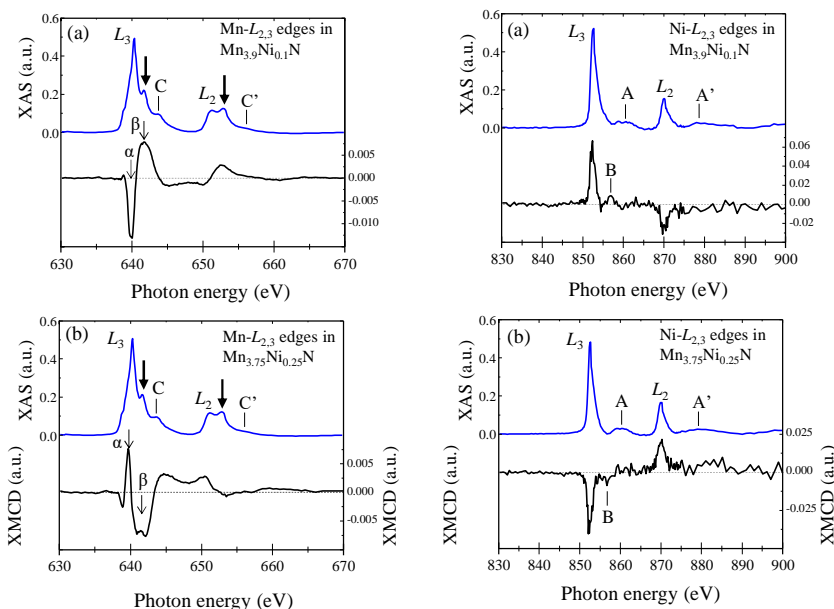 (a)
Mn-L2,3 edges in
Mn3.9Ni0.1N
L3
C
L2
C'
β
α
XAS (a.u.)
0.6
0.4
0.2
0.0
0.005
0.000
-0.005
-0.010
630 640 650 660 670
Photon energy (eV)
(a)
Ni-L2,3 edges in
Mn3.9Ni0.1N
L3
A
L2
A'
B
XAS (a.u.)
0.6
0.4
0.2
0.0
0.06
0.04
0.02
0.00
-0.02
830 840 850 860 870 880 890 900
Photon energy (eV)
(b)
Mn-L2,3 edges in
Mn3.75Ni0.25N
L3
C
L2
C'
α
β
XAS (a.u.)
XMCD (a.u.)
0.6
0.4
0.2
0.0
0.005
0.000
-0.005
XMCD (a.u.)
630 640 650 660 670
Photon energy (eV)
(b)
Ni-L2,3 edges in
Mn3.75Ni0.25N
L3
A
L2
A'
B
XAS (a.u.)
0.6
0.4
0.2
0.0
0.025
0.000
-0.025
XMCD (a.u.)
830 840 850 860 870 880 890 900
Photon energy (eV)